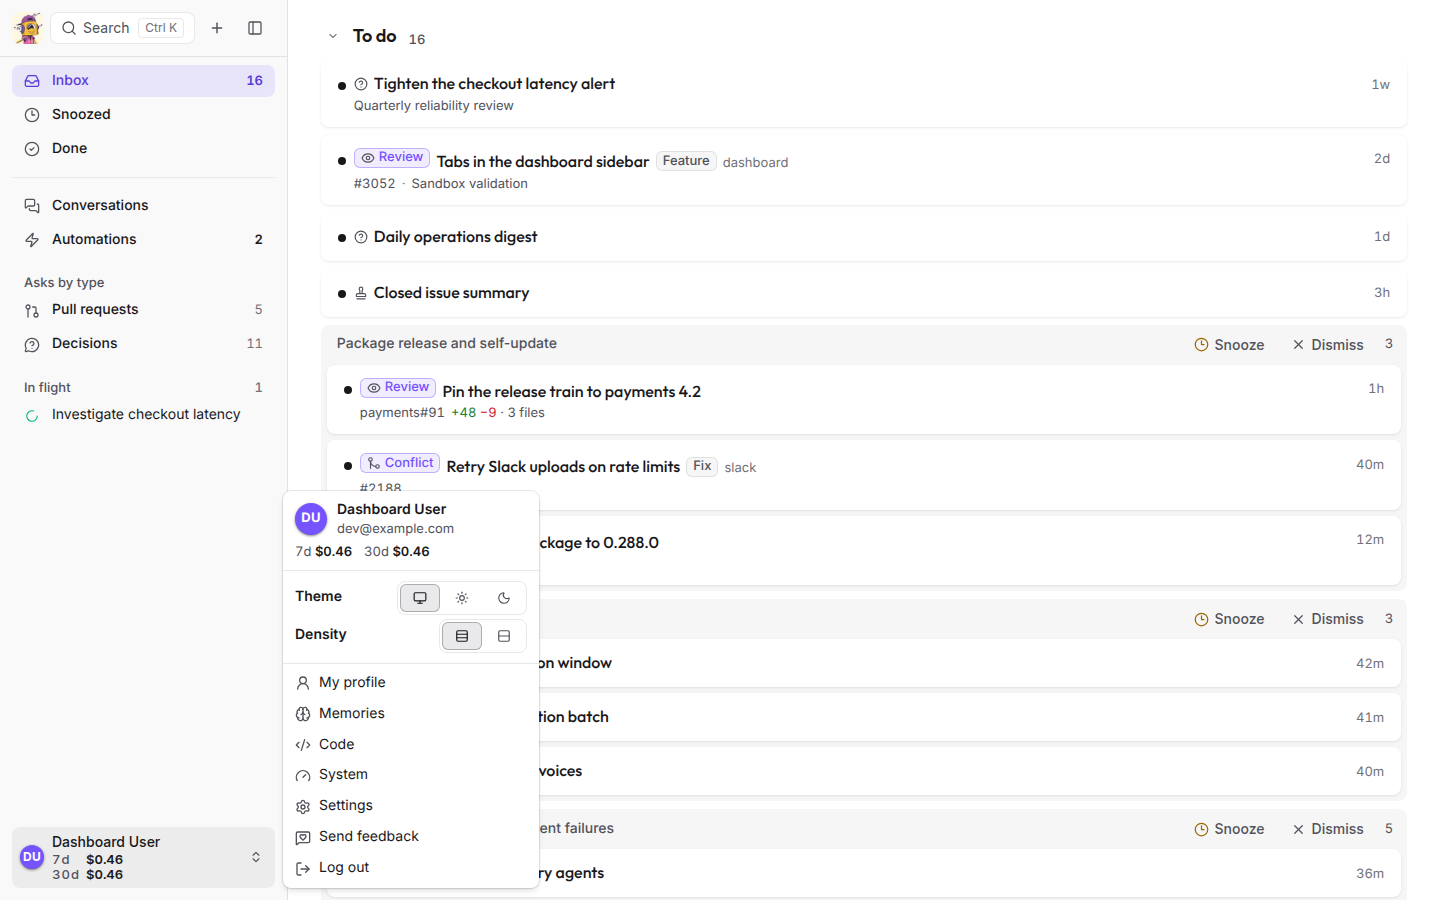 Search Ctrl K
Inbox 16
Snoozed
Done
Conversations
Automations 2
Asks by type
Pull requests 5
Decisions 11
In flight 1
Investigate checkout latency
DU Dashboard User
7d $0.46
30d $0.46
To do 16
Tighten the checkout latency alert 1w
Quarterly reliability review
Review Tabs in the dashboard sidebar Feature dashboard 2d
#3052 · Sandbox validation
Daily operations digest 1d
Closed issue summary 3h
Package release and self-update Snooze Dismiss 3
Review Pin the release train to payments 4.2 1h
payments#91 +48 −9 · 3 files
Conflict Retry Slack uploads on rate limits Fix slack 40m
#2188
ckage to 0.288.0 12m
Snooze Dismiss 3
on window 42m
tion batch 41m
voices 40m
ent failures Snooze Dismiss 5
ry agents 36m
DU Dashboard User
dev@example.com
7d $0.46 30d $0.46
Theme
Density
My profile
Memories
Code
System
Settings
Send feedback
Log out